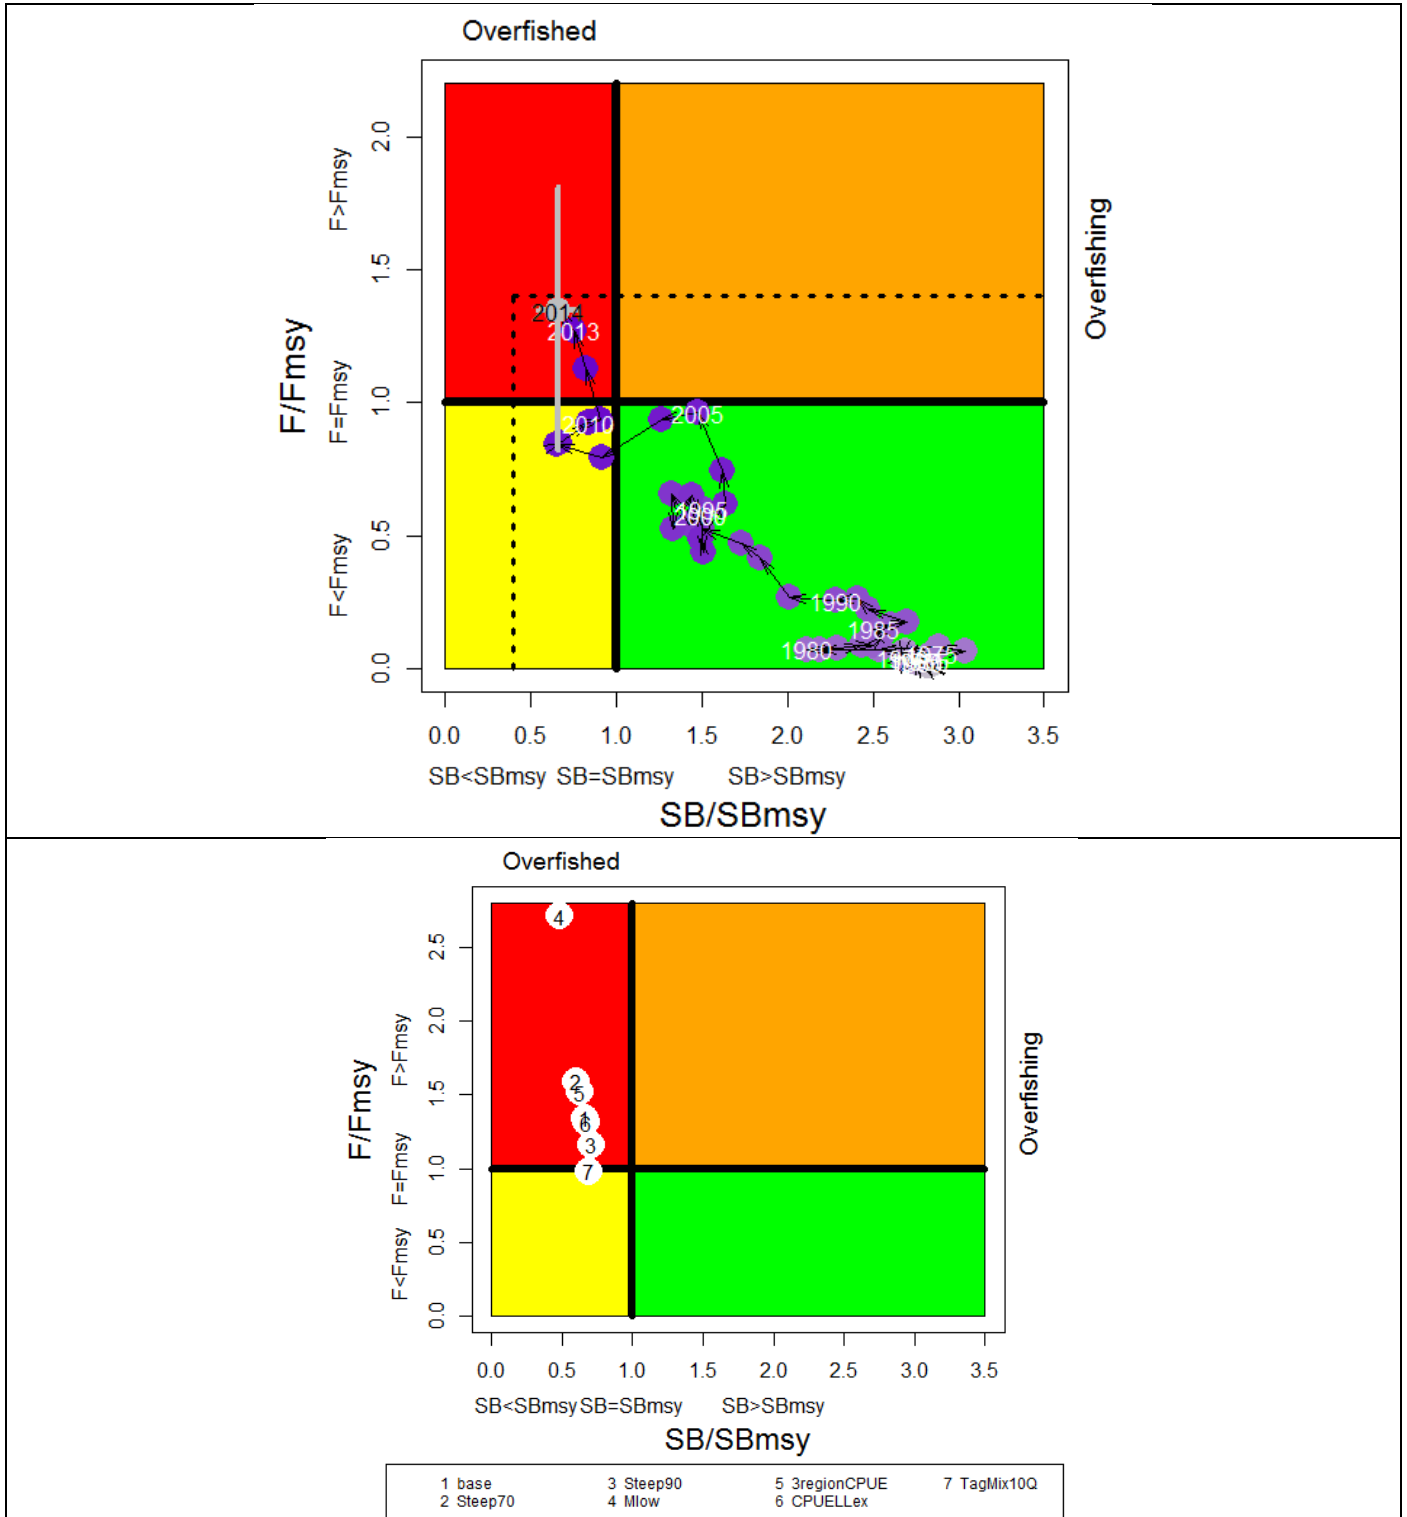 Overfished
2.0
1.5
1.0
0.5
0.0
F>Fmsy
F=Fmsy
F<Fmsy
F/Fmsy
Overfishing
2014
2013
2010
2005
1995
2000
1990
1985
1980
1975
0.0 0.5 1.0 1.5 2.0 2.5 3.0 3.5
SB<SBmsy SB=SBmsy SB>SBmsy
SB/SBmsy
Overfished
2.5
2.0
1.5
1.0
0.5
0.0
F>Fmsy
F=Fmsy
F<Fmsy
F/Fmsy
Overfishing
4
2
5
1
6
3
7
0.0 0.5 1.0 1.5 2.0 2.5 3.0 3.5
SB<SBmsy SB=SBmsy SB>SBmsy
SB/SBmsy
1 base 3 Steep90 5 3regionCPUE 7 TagMix10Q
2 Steep70 4 Mlow 6 CPUELLex